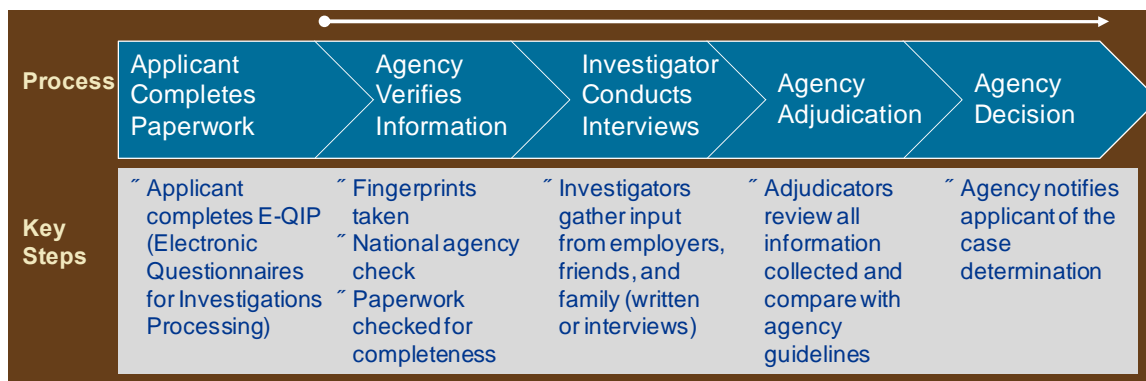 Process
Applicant
Completes
Paperwork
Agency
Verifies
Information
Investigator
Conducts
Interviews
Agency
Adjudication
Agency
Decision
Key
Steps
˝ Applicant
completes E-QIP
(Electronic
Questionnaires
for Investigations
Processing)
˝ Fingerprints
taken
˝ National agency
check
˝ Paperwork
checked for
completeness
˝ Investigators
gather input
from employers,
friends, and
family (written
or interviews)
˝ Adjudicators
review all
information
collected and
compare with
agency
guidelines
˝ Agency notifies
applicant of the
case
determination